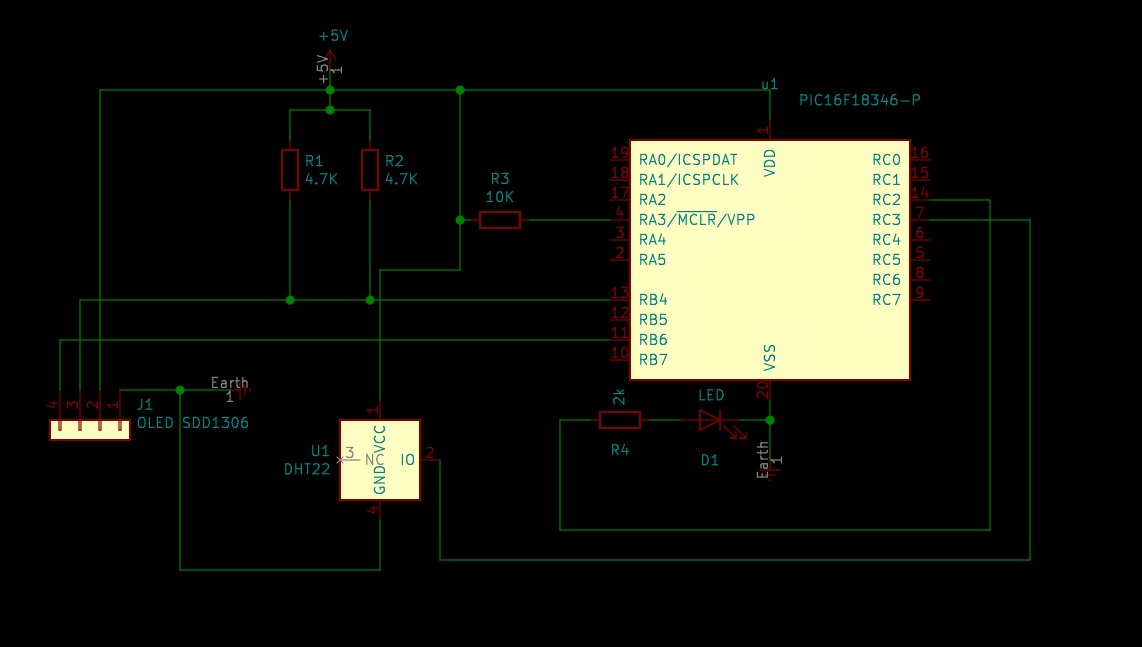 +5V
+5V
1
u1
PIC16F18346-P
1
VDD
R1
4.7K
R2
4.7K
R3
10K
19 RA0/ICSPDAT
18 RA1/ICSPCLK
17 RA2
4 RA3/MCLR/VPP
3 RA4
2 RA5
13 RB4
12 RB5
11 RB6
10 RB7
RC0 16
RC1 15
RC2 14
RC3 7
RC4 6
RC5 5
RC6 8
RC7 9
VSS
20
Earth
1
4 3 2 1
J1
OLED SDD1306
2k
R4
LED
D1
Earth
1
U1
DHT22
1
VCC
3 NC
IO 2
GND
4